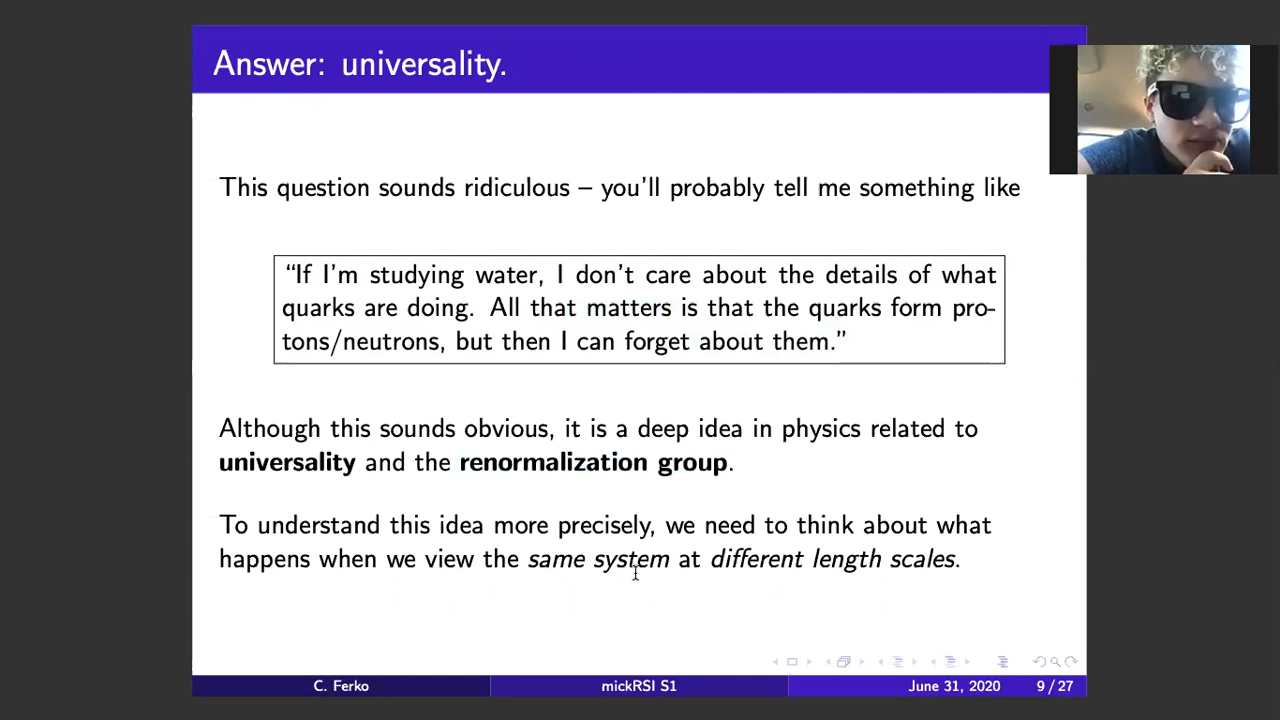 Answer: universality.
This question sounds ridiculous – you'll probably tell me something like
“If I'm studying water, I don't care about the details of what
quarks are doing. All that matters is that the quarks form pro-
tons/neutrons, but then I can forget about them.”
Although this sounds obvious, it is a deep idea in physics related to
universality and the renormalization group.
To understand this idea more precisely, we need to think about what
happens when we view the same system at different length scales.
C. Ferko
mickRSI S1
June 31, 2020
9 / 27